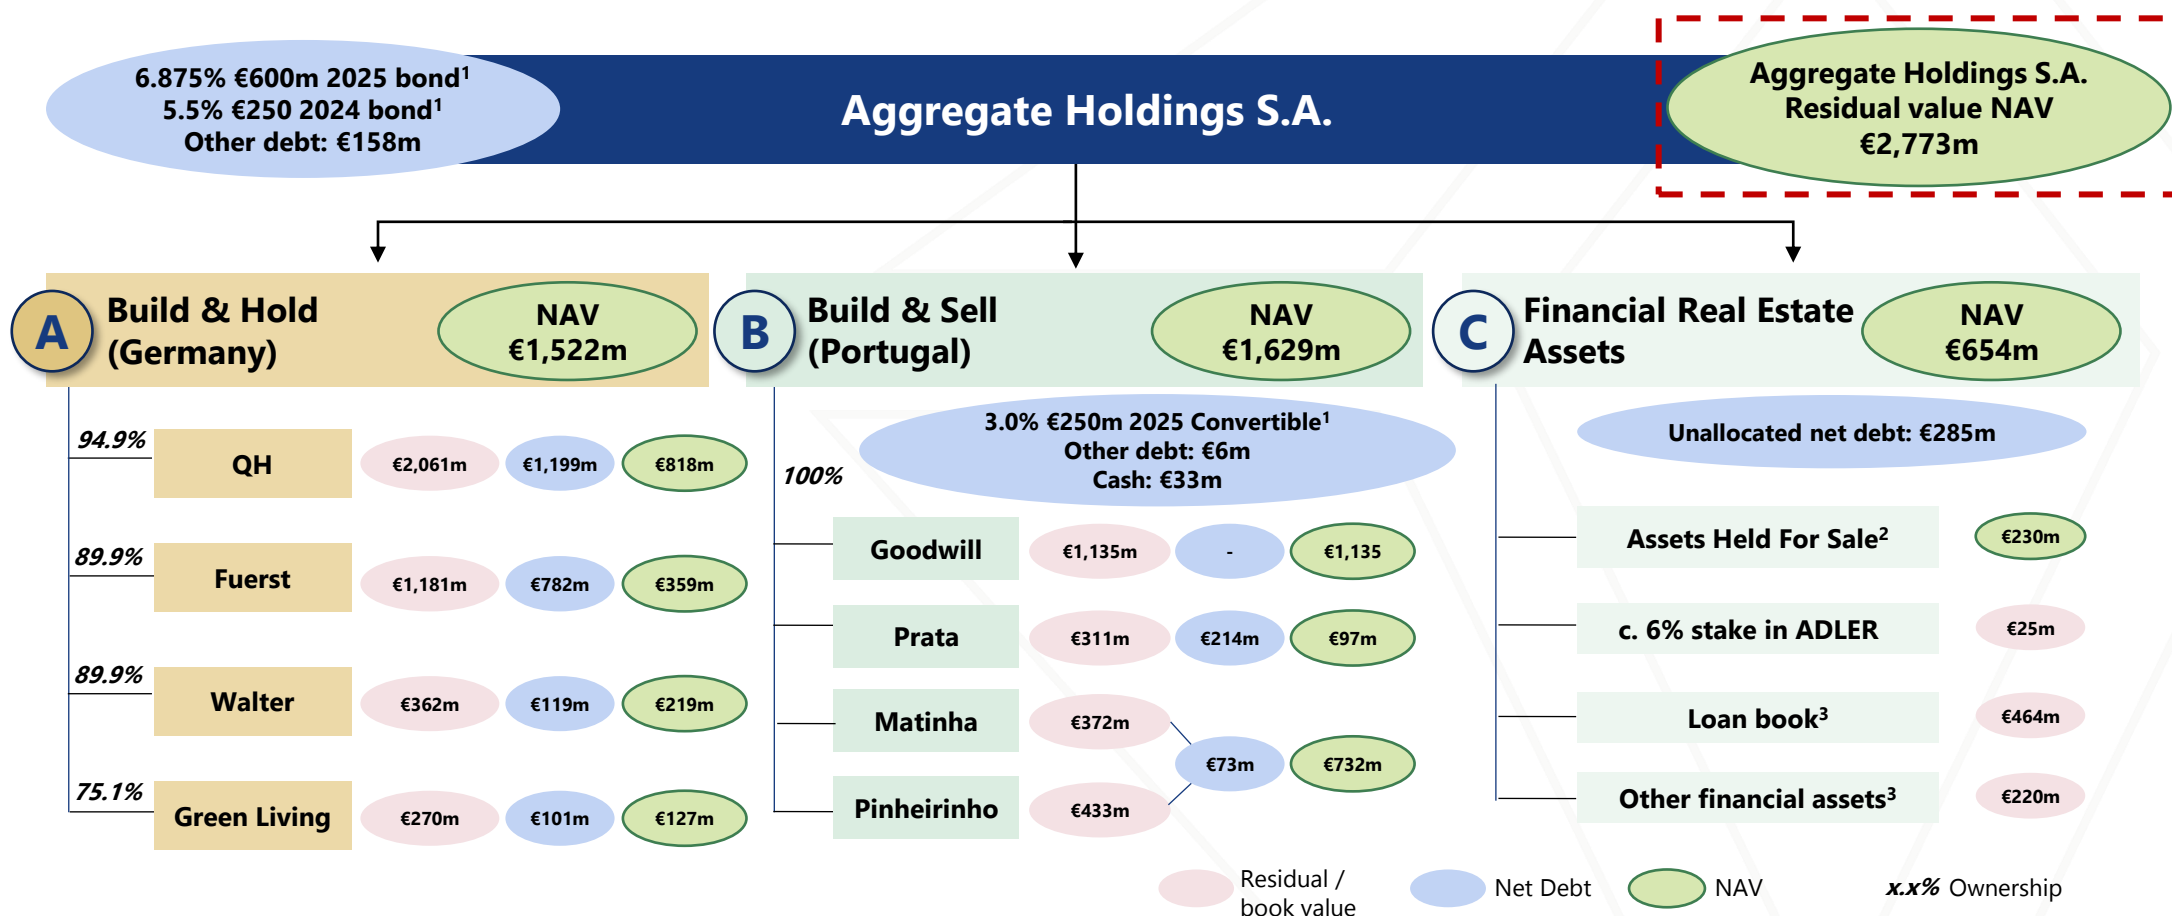 6.875% €600m 2025 bond¹
5.5% €250 2024 bond¹
Other debt: €158m
Aggregate Holdings S.A.
Aggregate Holdings S.A.
Residual value NAV
€2,773m
A
Build & Hold
(Germany)
NAV
€1,522m
94.9%
QH
€2,061m
€1,199m
€818m
89.9%
Fuerst
€1,181m
€782m
€359m
89.9%
Walter
€362m
€119m
€219m
75.1%
Green Living
€270m
€101m
€127m
B
Build & Sell
(Portugal)
NAV
€1,629m
3.0% €250m 2025 Convertible¹
Other debt: €6m
Cash: €33m
100%
Goodwill
€1,135m
-
€1,135
Prata
€311m
€214m
€97m
Matinha
€372m
€73m
€732m
Pinheirinho
€433m
C
Financial Real Estate
Assets
NAV
€654m
Unallocated net debt: €285m
Assets Held For Sale²
€230m
c. 6% stake in ADLER
€25m
Loan book³
€464m
Other financial assets³
€220m
Residual /
book value
Net Debt
NAV
x.x% Ownership